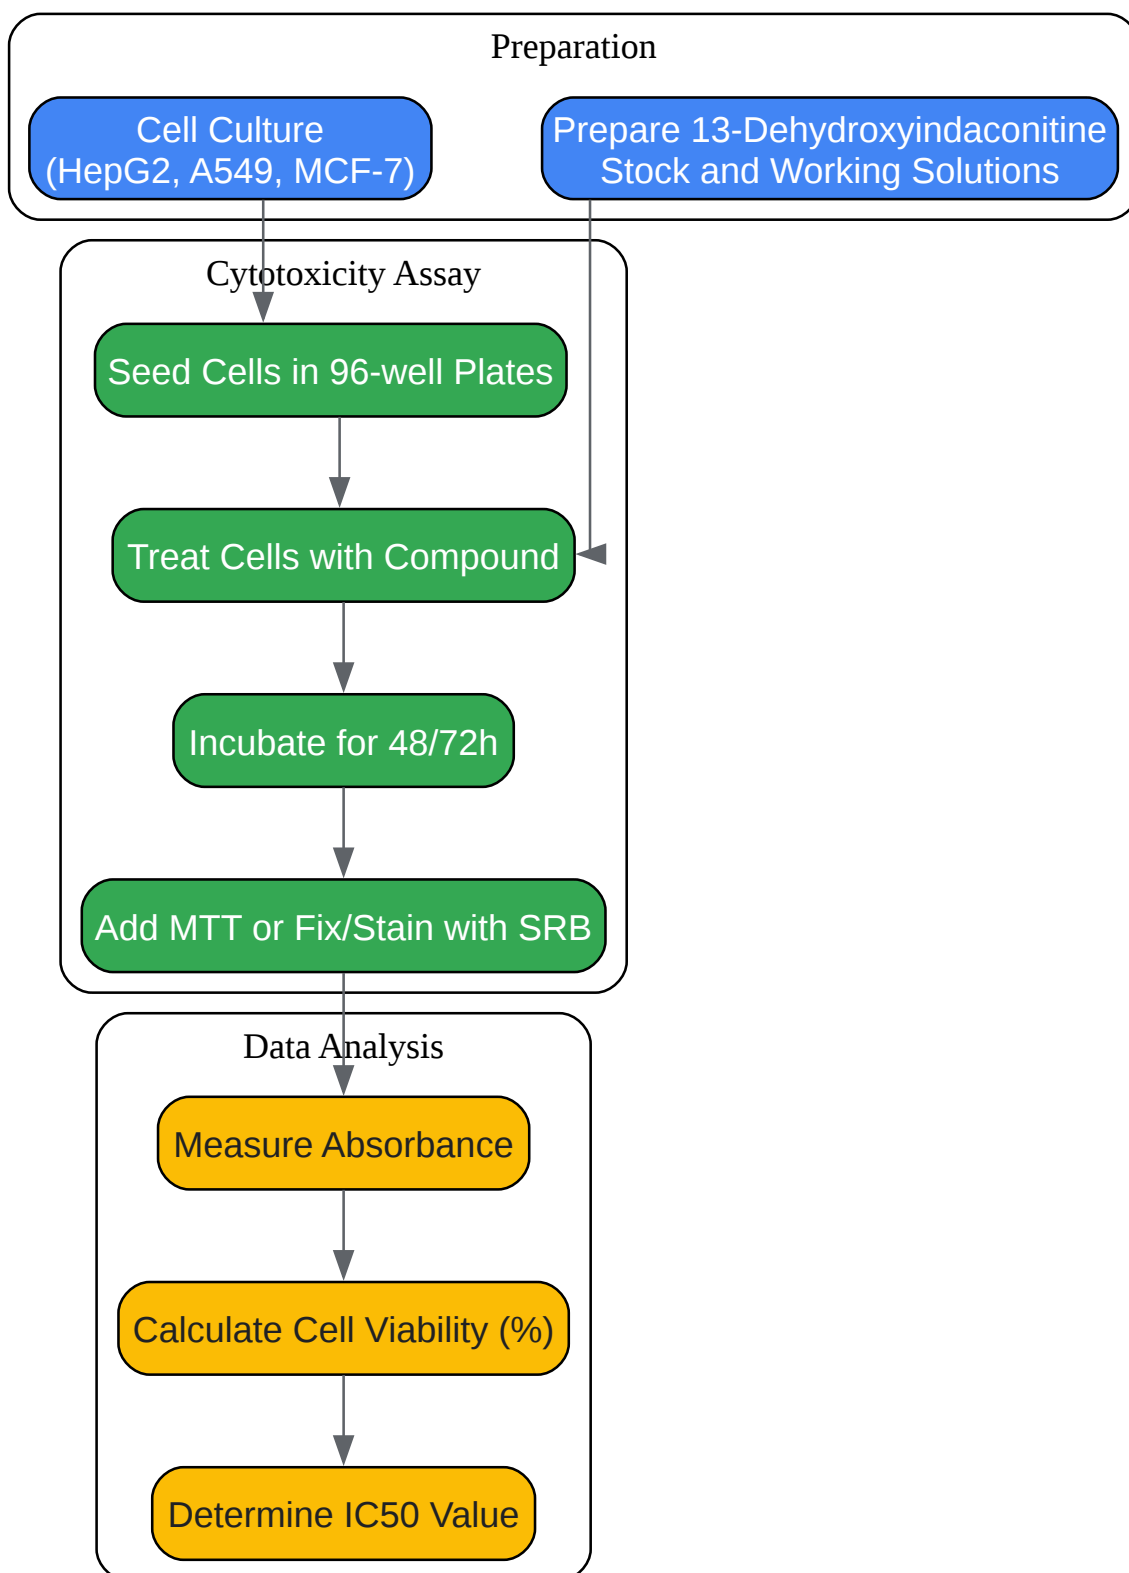 Preparation
Cell Culture
(HepG2, A549, MCF-7)
Prepare 13-Dehydroxyindaconitine
Stock and Working Solutions
Cytotoxicity Assay
Seed Cells in 96-well Plates
Treat Cells with Compound
Incubate for 48/72h
Add MTT or Fix/Stain with SRB
Data Analysis
Measure Absorbance
Calculate Cell Viability (%)
Determine IC50 Value